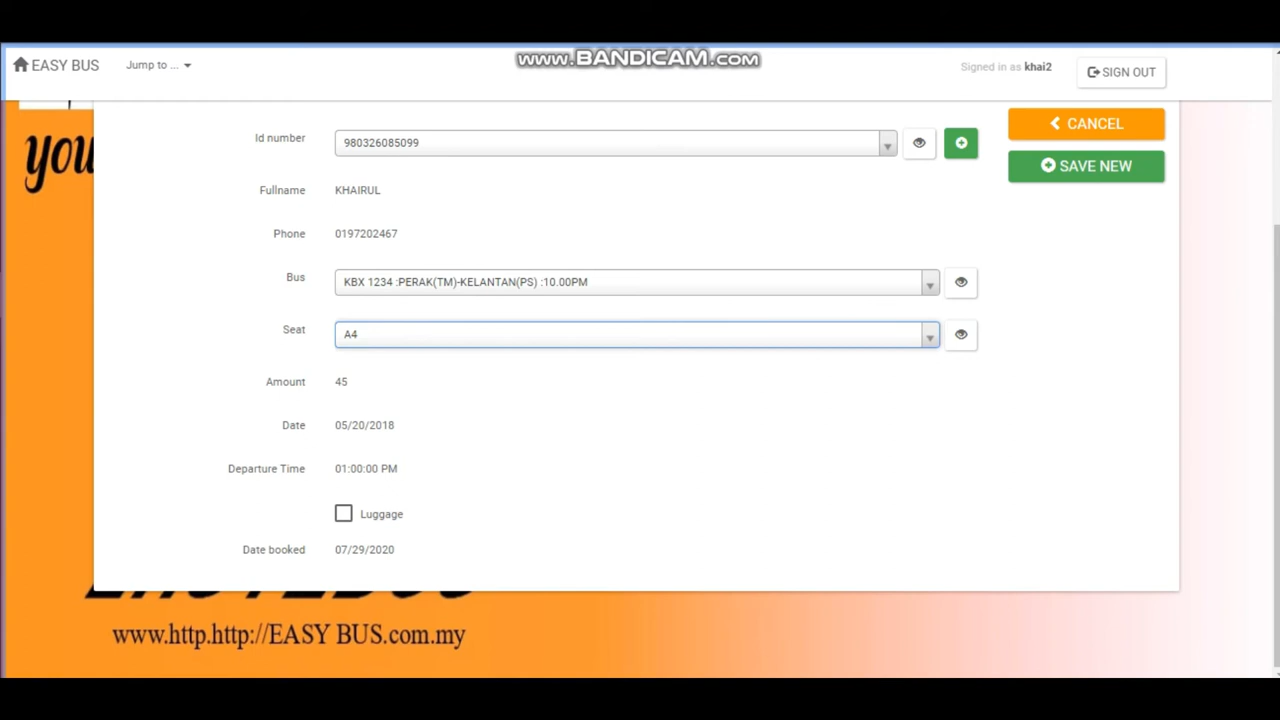 www.BANDICAM.com
EASY BUS
Jump to ...
Signed in as khai2
SIGN OUT
you
Id number
980326085099
CANCEL
SAVE NEW
Fullname
KHAIRUL
Phone
0197202467
Bus
KBX 1234 :PERAK(TM)-KELANTAN(PS) :10.00PM
Seat
A4
Amount
45
Date
05/20/2018
Departure Time
01:00:00 PM
Luggage
Date booked
07/29/2020
www.http.http://EASY BUS.com.my